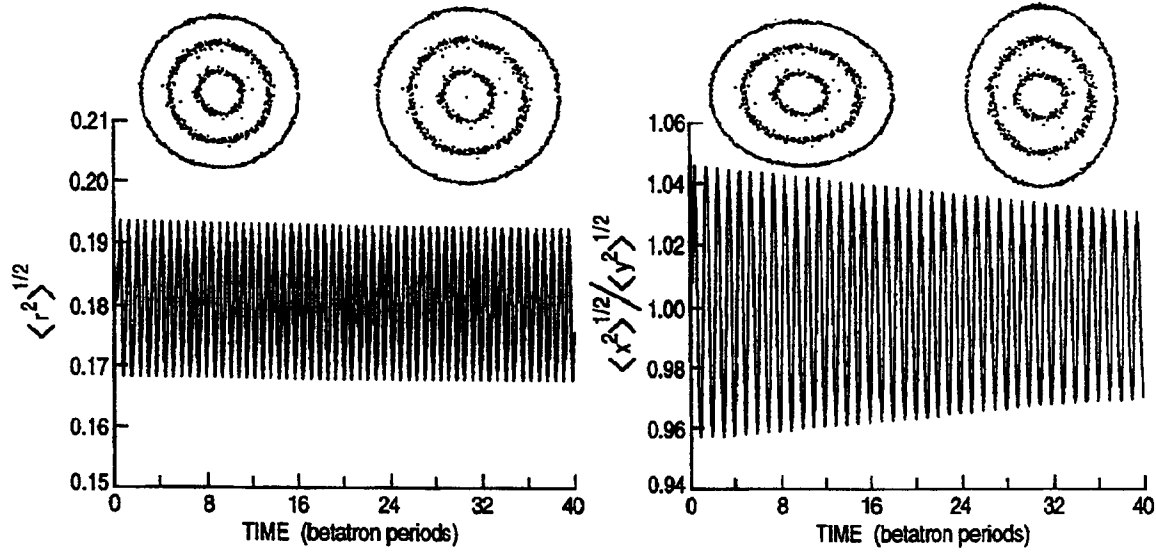 0.21
0.20
0.19
0.18
0.17
0.16
0.15
<r²>^1/2
0 8 16 24 32 40
TIME (betatron periods)
1.06
1.04
1.02
1.00
0.98
0.96
0.94
<x²>^1/2/<y²>^1/2
0 8 16 24 32 40
TIME (betatron periods)